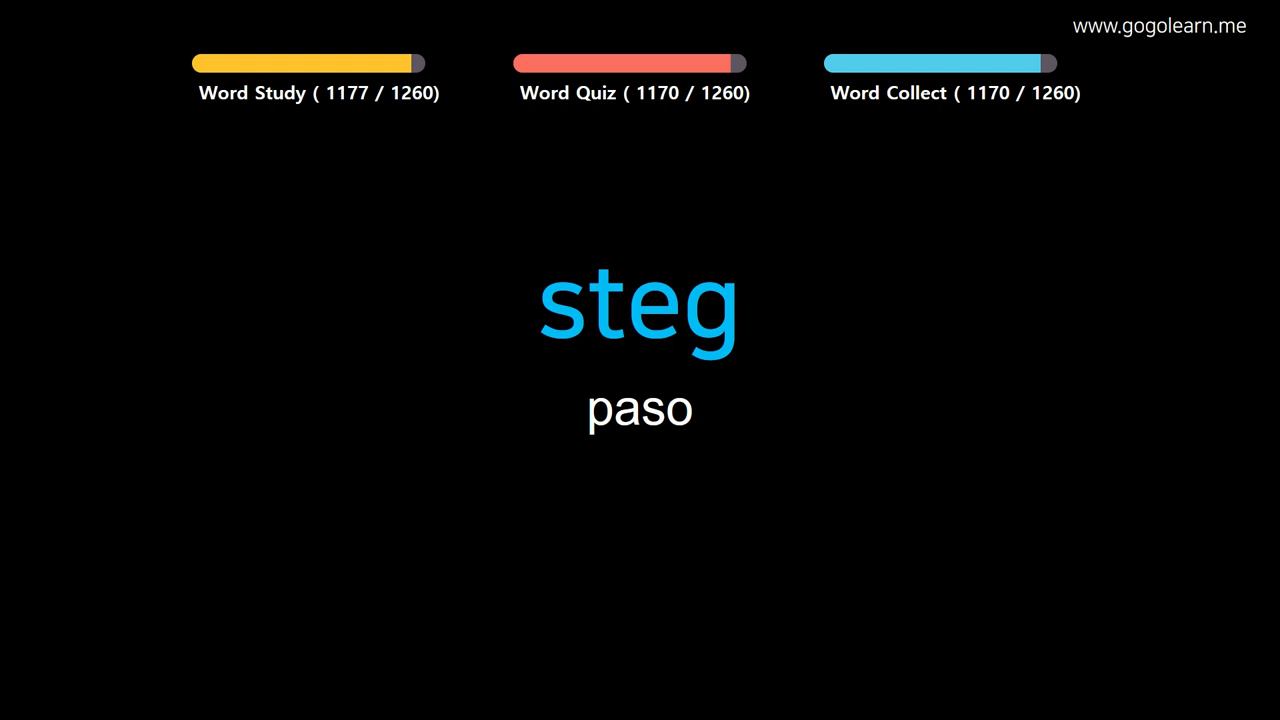 www.gogolearn.me
Word Study ( 1177 / 1260)
Word Quiz ( 1170 / 1260)
Word Collect ( 1170 / 1260)
steg
paso